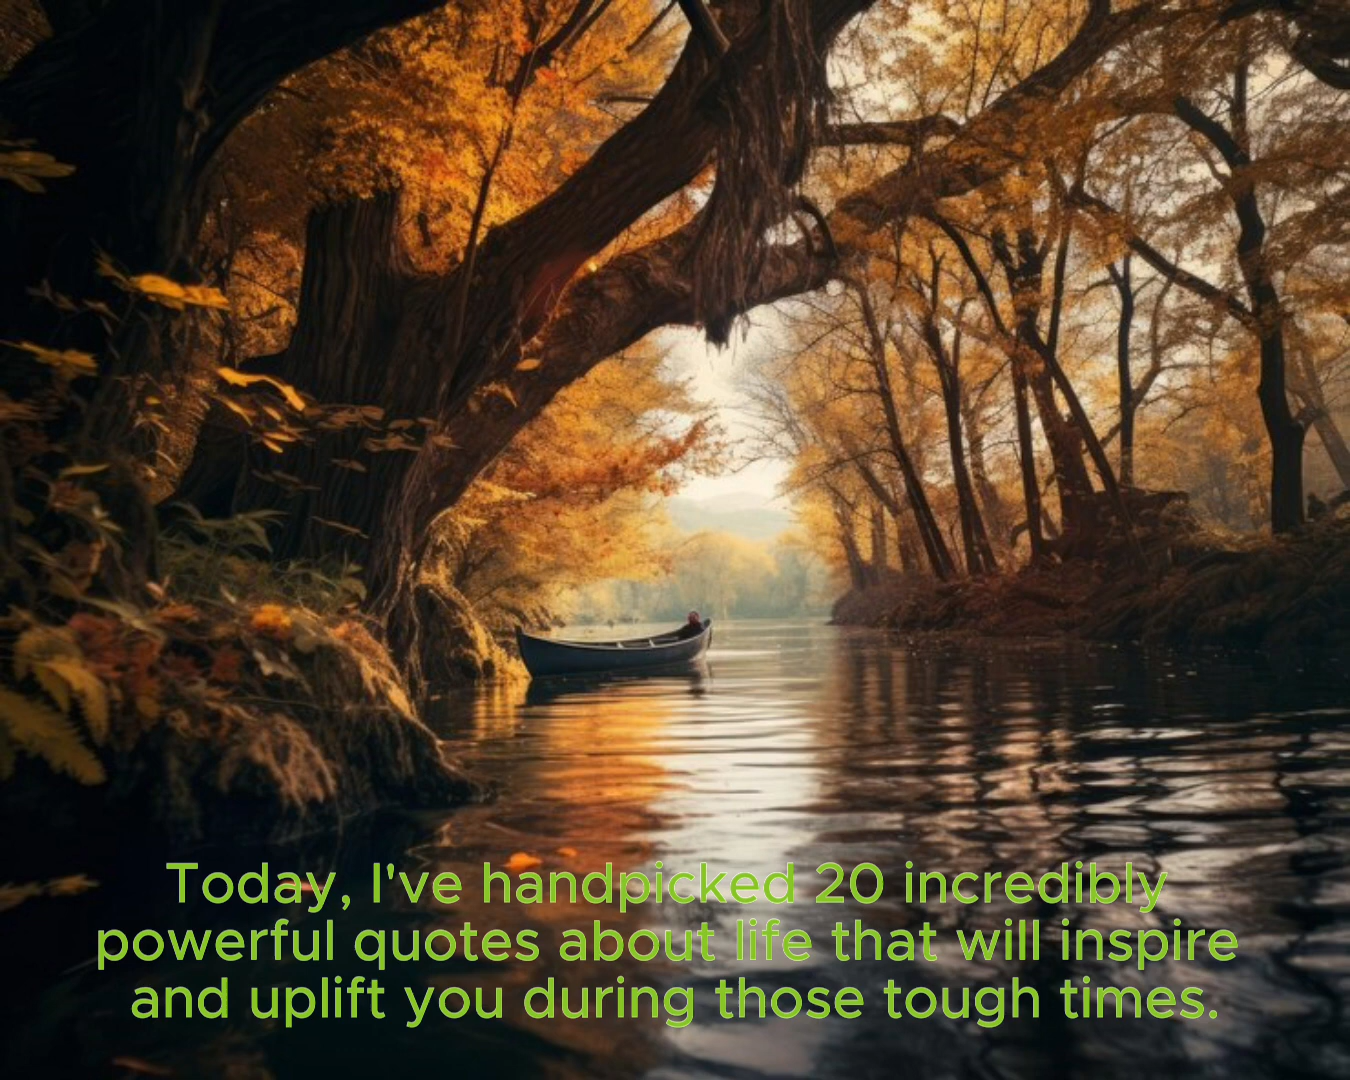 Today, I've handpicked 20 incredibly
powerful quotes about life that will inspire
and uplift you during those tough times.